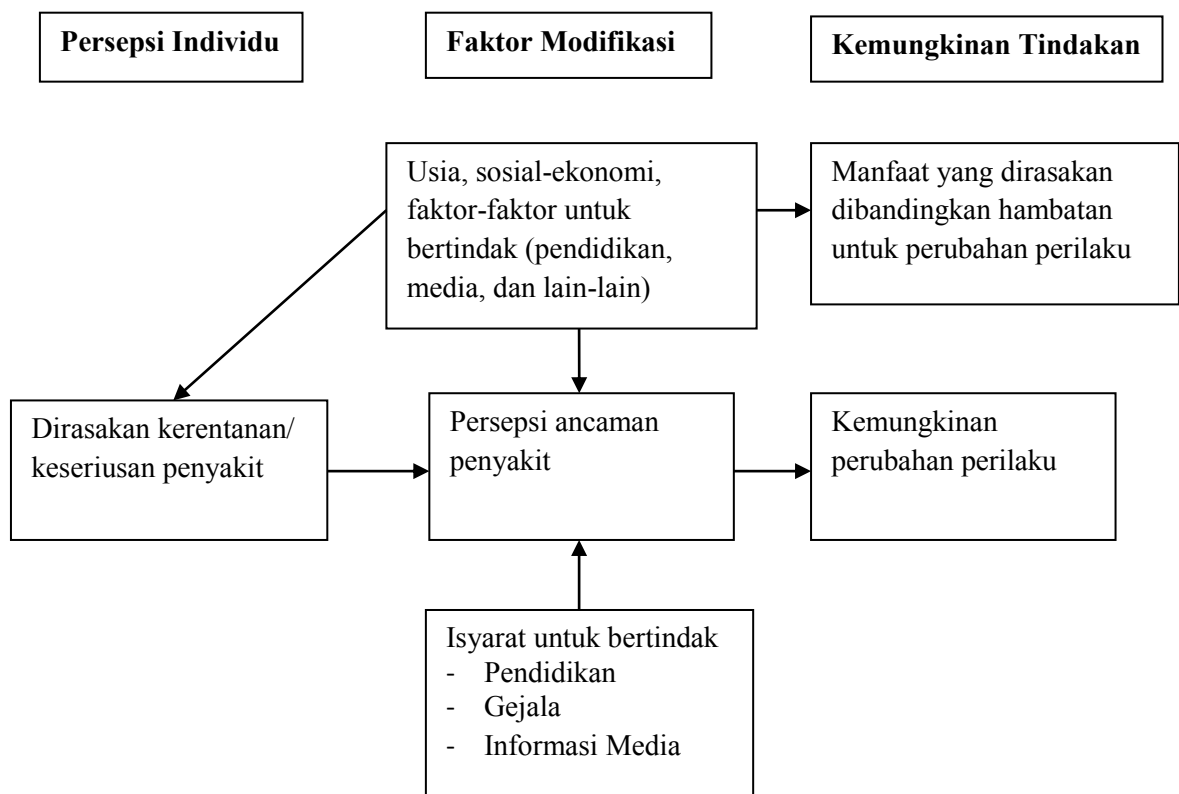 Persepsi Individu
Faktor Modifikasi
Kemungkinan Tindakan
Usia, sosial-ekonomi,
faktor-faktor untuk
bertindak (pendidikan,
media, dan lain-lain)
Manfaat yang dirasakan
dibandingkan hambatan
untuk perubahan perilaku
Dirasakan kerentanan/
keseriusan penyakit
Persepsi ancaman
penyakit
Kemungkinan
perubahan perilaku
Isyarat untuk bertindak
- Pendidikan
- Gejala
- Informasi Media